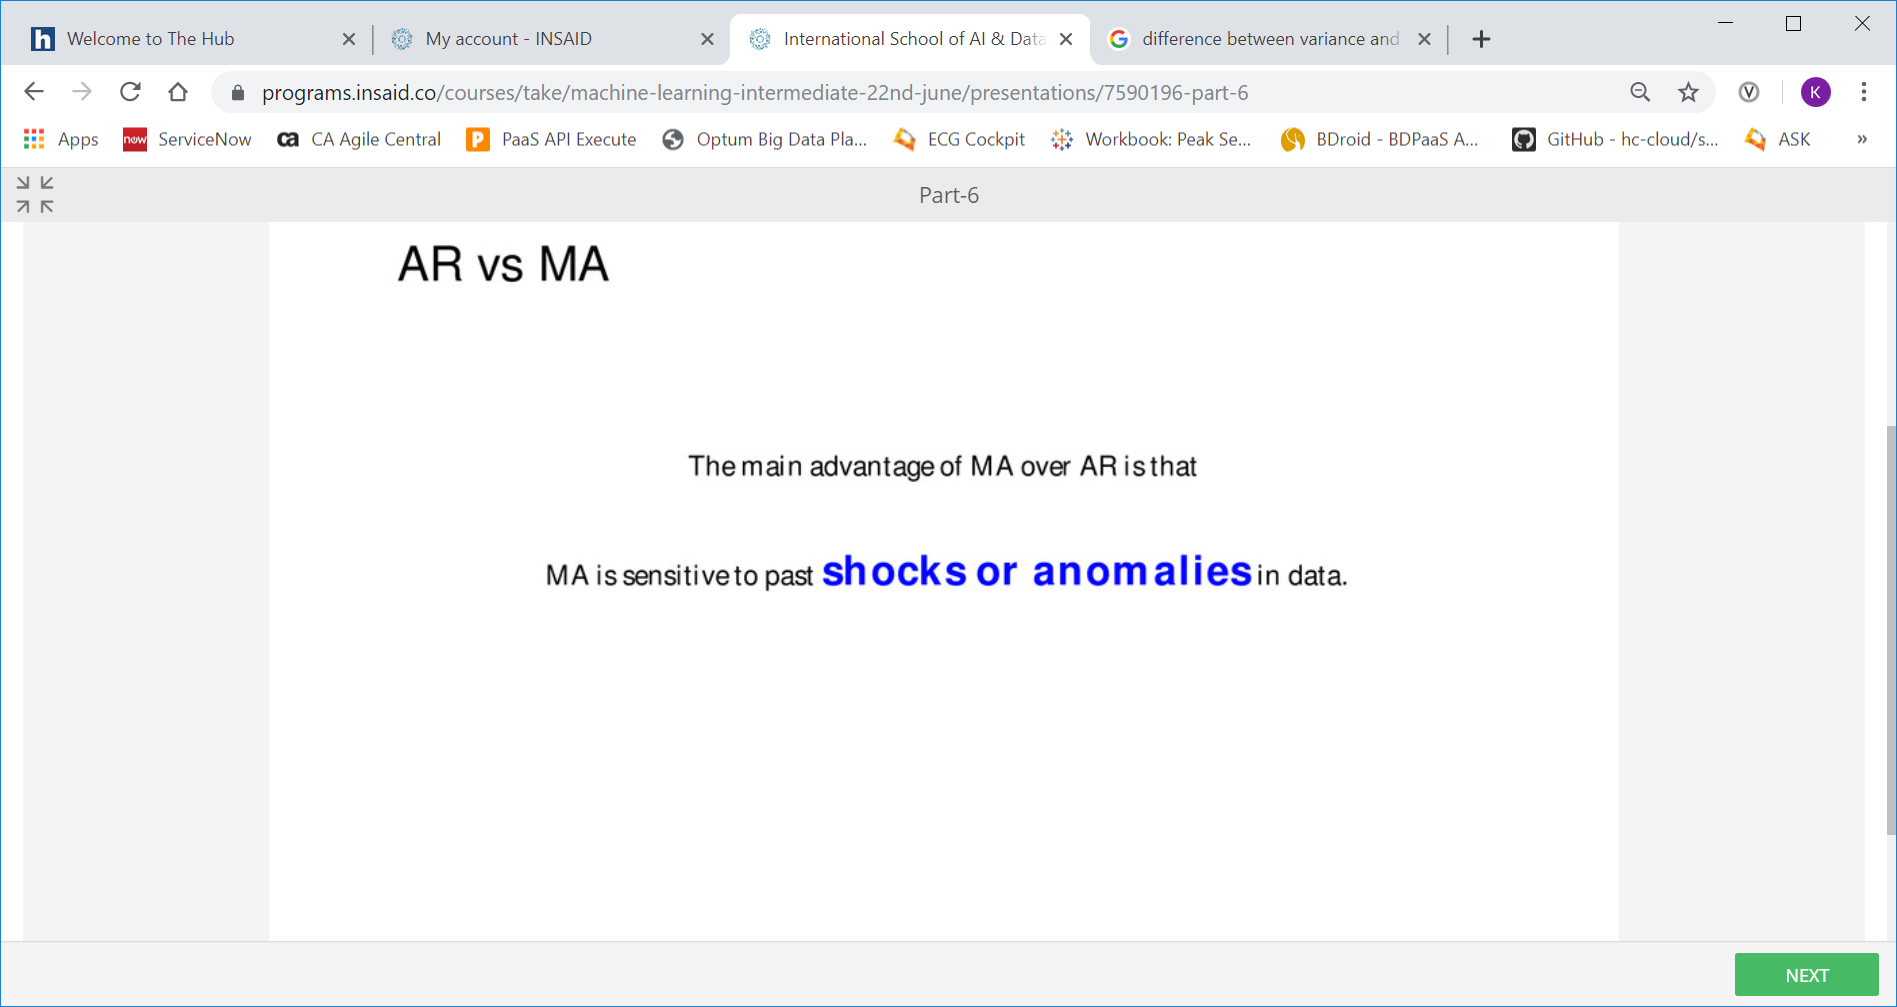 Welcome to The Hub
My account - INSAID
International School of AI & Data
difference between variance and
programs.insaid.co/courses/take/machine-learning-intermediate-22nd-june/presentations/7590196-part-6
K
Apps
now ServiceNow
ca CA Agile Central
P PaaS API Execute
Optum Big Data Pla...
ECG Cockpit
Workbook: Peak Se...
BDroid - BDPaaS A...
GitHub - hc-cloud/s...
ASK
»
Part-6
AR vs MA
The main advantage of MA over AR is that
MA is sensitive to past shocks or anomalies in data.
NEXT